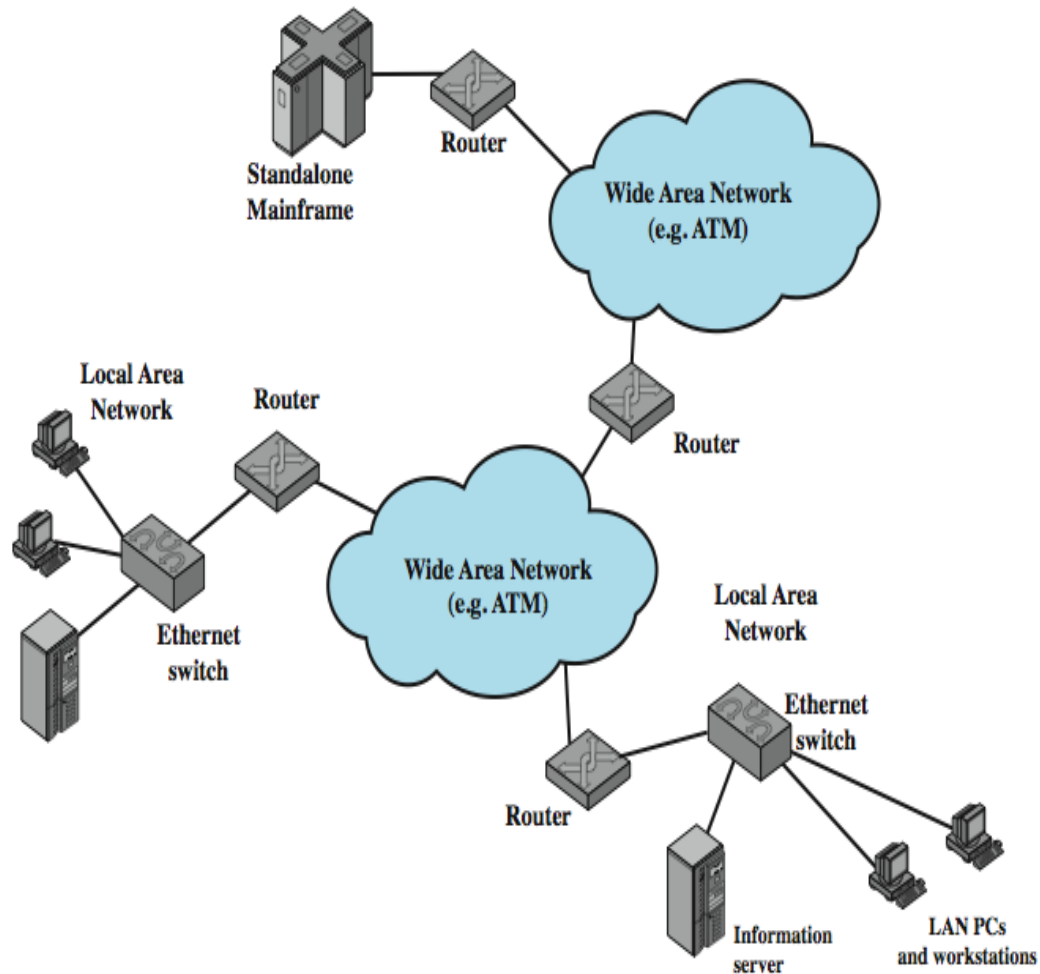 Router
Standalone
Mainframe
Wide Area Network
(e.g. ATM)
Local Area
Network
Router
Router
Wide Area Network
(e.g. ATM)
Ethernet
switch
Local Area
Network
Ethernet
switch
Router
Information
server
LAN PCs
and workstations